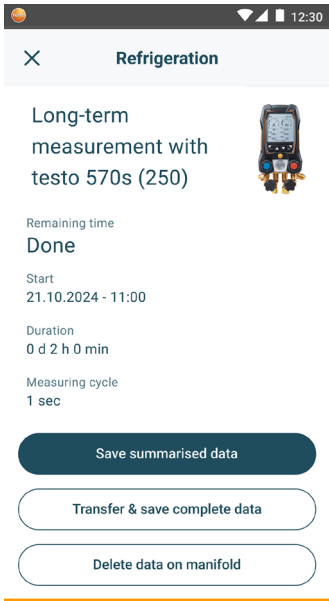 testo
12:30
Refrigeration
Long-term
measurement with
testo 570s (250)
Remaining time
Done
Start
21.10.2024 - 11:00
Duration
0 d 2 h 0 min
Measuring cycle
1 sec
Save summarised data
Transfer & save complete data
Delete data on manifold